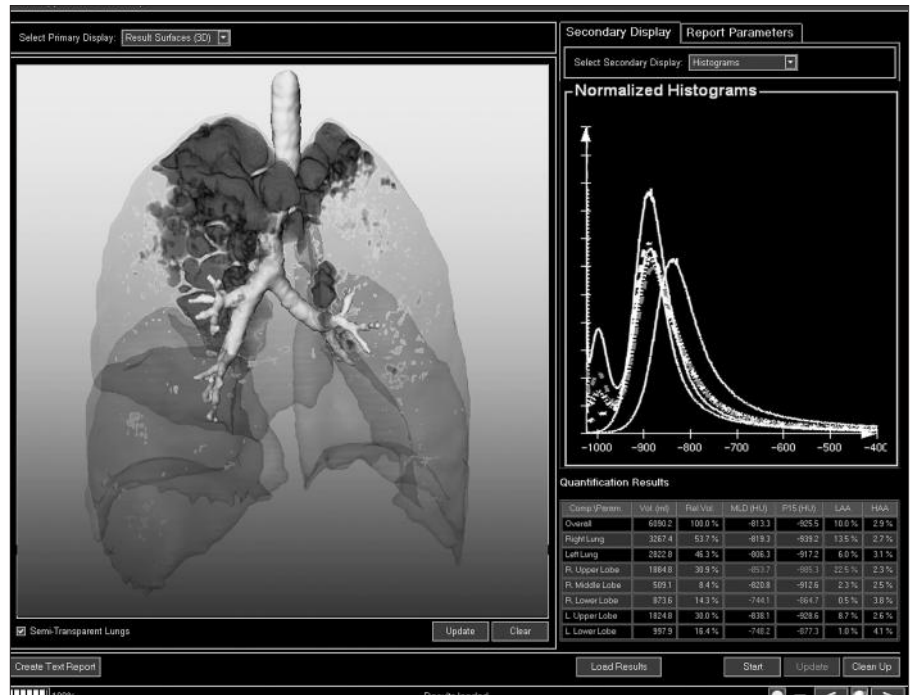 Select Primary Display: Result Surfaces (3D)
Semi-Transparent Lungs
Update Clear
Secondary Display Report Parameters
Select Secondary Display: Histograms
Normalized Histograms
-1000 -900 -800 -700 -600 -500 -40
Quantification Results
Comp.\Param. Vol. (ml) Rel.Vol. MLD (HU) P15 (HU) LAA HAA
Overall 6090.2 100.0 % -813.3 -925.5 10.0 % 2.9 %
Right Lung 3267.4 53.7 % -819.3 -939.2 13.5 % 2.7 %
Left Lung 2822.8 46.3 % -806.3 -917.2 6.0 % 3.1 %
R. Upper Lobe 1884.8 30.9 % -853.7 -985.3 22.5 % 2.3 %
R. Middle Lobe 509.1 8.4 % -820.8 -912.6 2.3 % 2.5 %
R. Lower Lobe 873.6 14.3 % -744.1 -864.7 0.5 % 3.8 %
L. Upper Lobe 1824.8 30.0 % -838.1 -928.6 8.7 % 2.6 %
L. Lower Lobe 997.9 16.4 % -748.2 -877.3 1.0 % 4.1 %
Create Text Report Load Results Start Update Clean Up